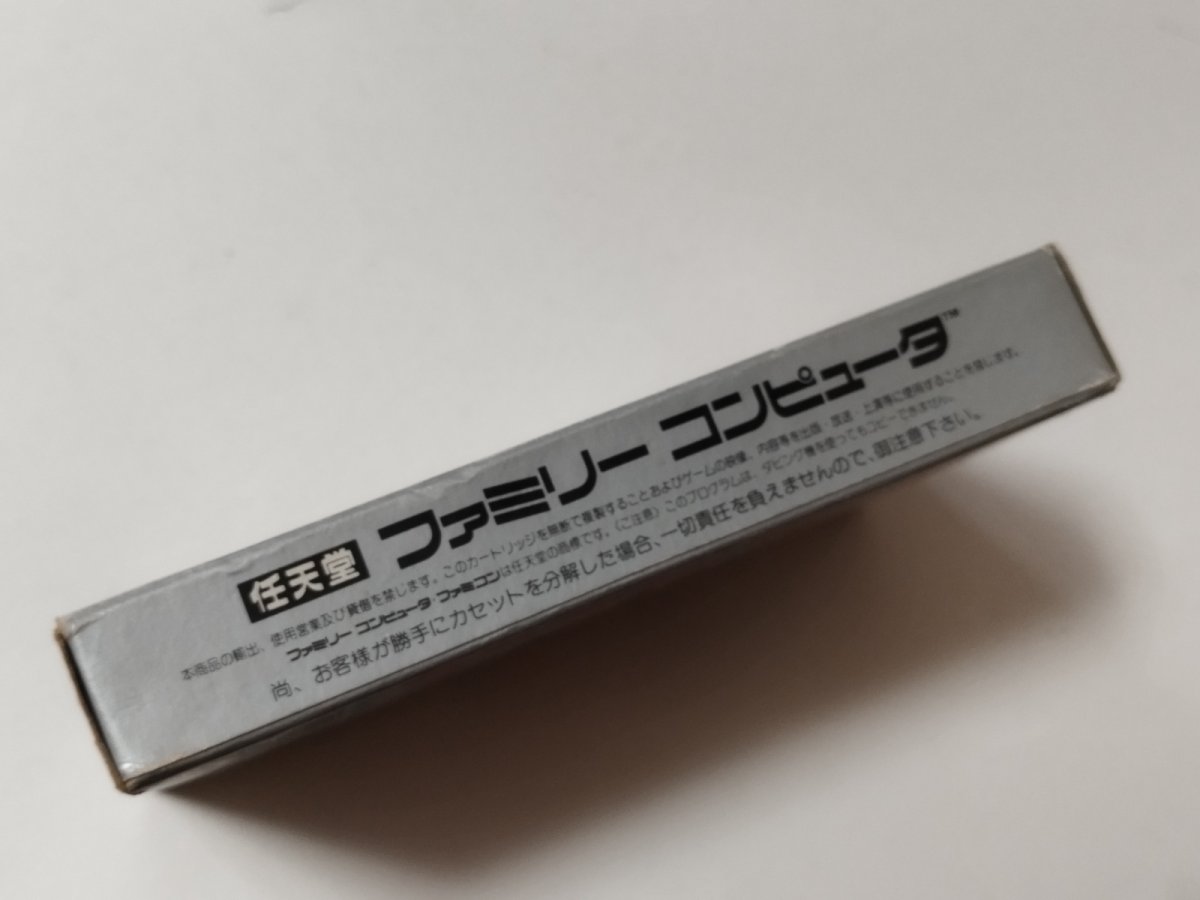 任天堂 ファミリー コンピュータ™
本商品の輸出、使用営業及び賃借を禁じます。このカートリッジを無断で複製することおよびゲームの映像、内容等を出版・放送・上演等に使用することを禁じます。
ファミリー コンピュータ・ファミコンは任天堂の商標です。(ご注意)このプログラムは、ダビング機を使ってもコピーできません。
尚、お客様が勝手にカセットを分解した場合、一切責任を負えませんので、御注意下さい。